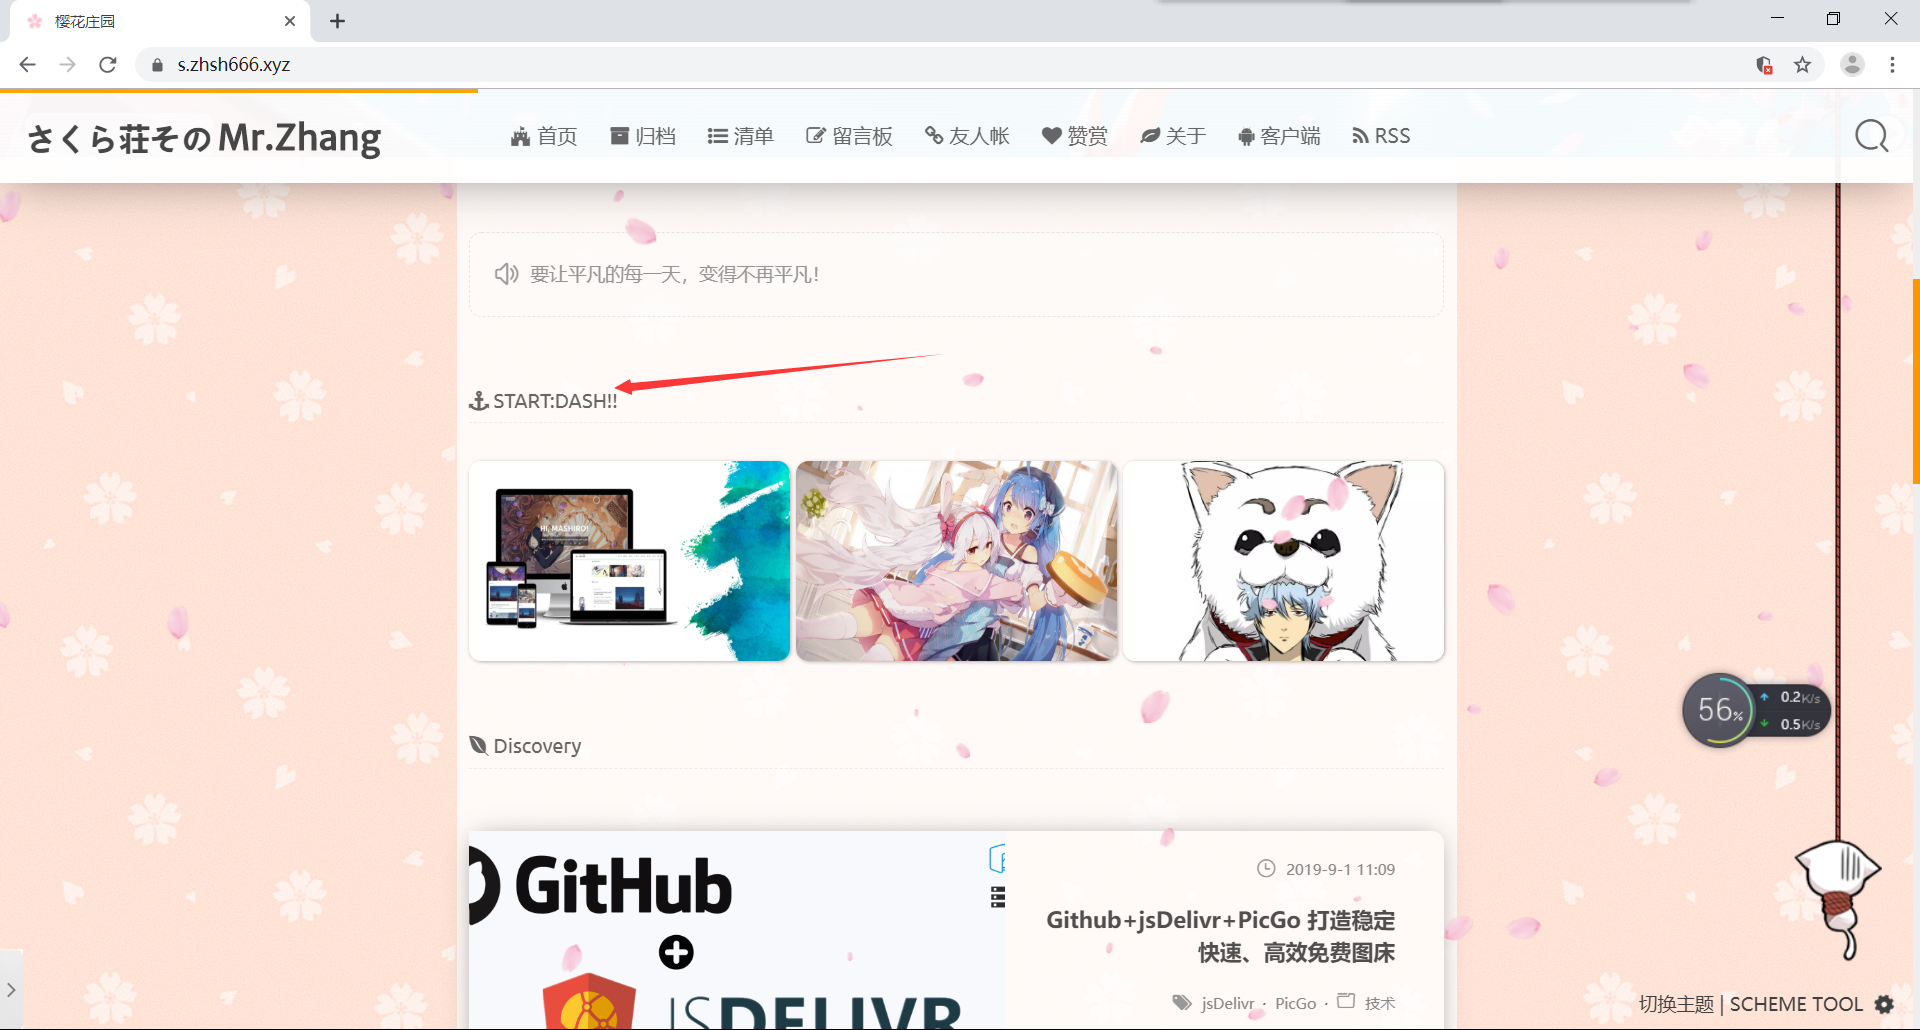 樱花庄园
s.zhsh666.xyz
さくら荘そのMr.Zhang
首页 归档 清单 留言板 友人帐 赞赏 关于 客户端 RSS
要让平凡的每一天，变得不再平凡！
START:DASH!!
HI, MASHIRO!
56%
0.2K/s
0.5K/s
Discovery
GitHub
JSDELIVR
2019-9-1 11:09
Github+jsDelivr+PicGo 打造稳定
快速、高效免费图床
jsDelivr · PicGo · 技术
切换主题 | SCHEME TOOL